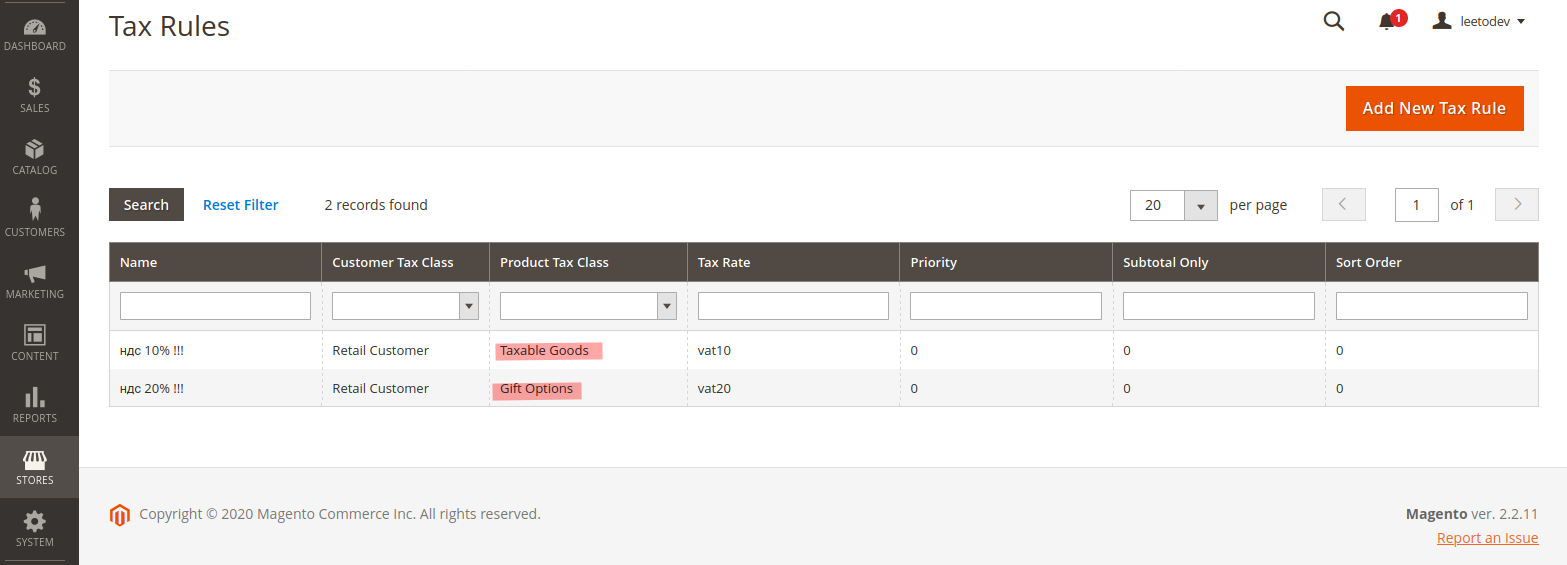 Tax Rules
1
leetodev
DASHBOARD
SALES
CATALOG
CUSTOMERS
MARKETING
CONTENT
REPORTS
STORES
SYSTEM
Add New Tax Rule
Search Reset Filter 2 records found 20 per page 1 of 1
Name Customer Tax Class Product Tax Class Tax Rate Priority Subtotal Only Sort Order
ндс 10% !!! Retail Customer Taxable Goods vat10 0 0 0
ндс 20% !!! Retail Customer Gift Options vat20 0 0 0
Copyright © 2020 Magento Commerce Inc. All rights reserved.
Magento ver. 2.2.11
Report an Issue